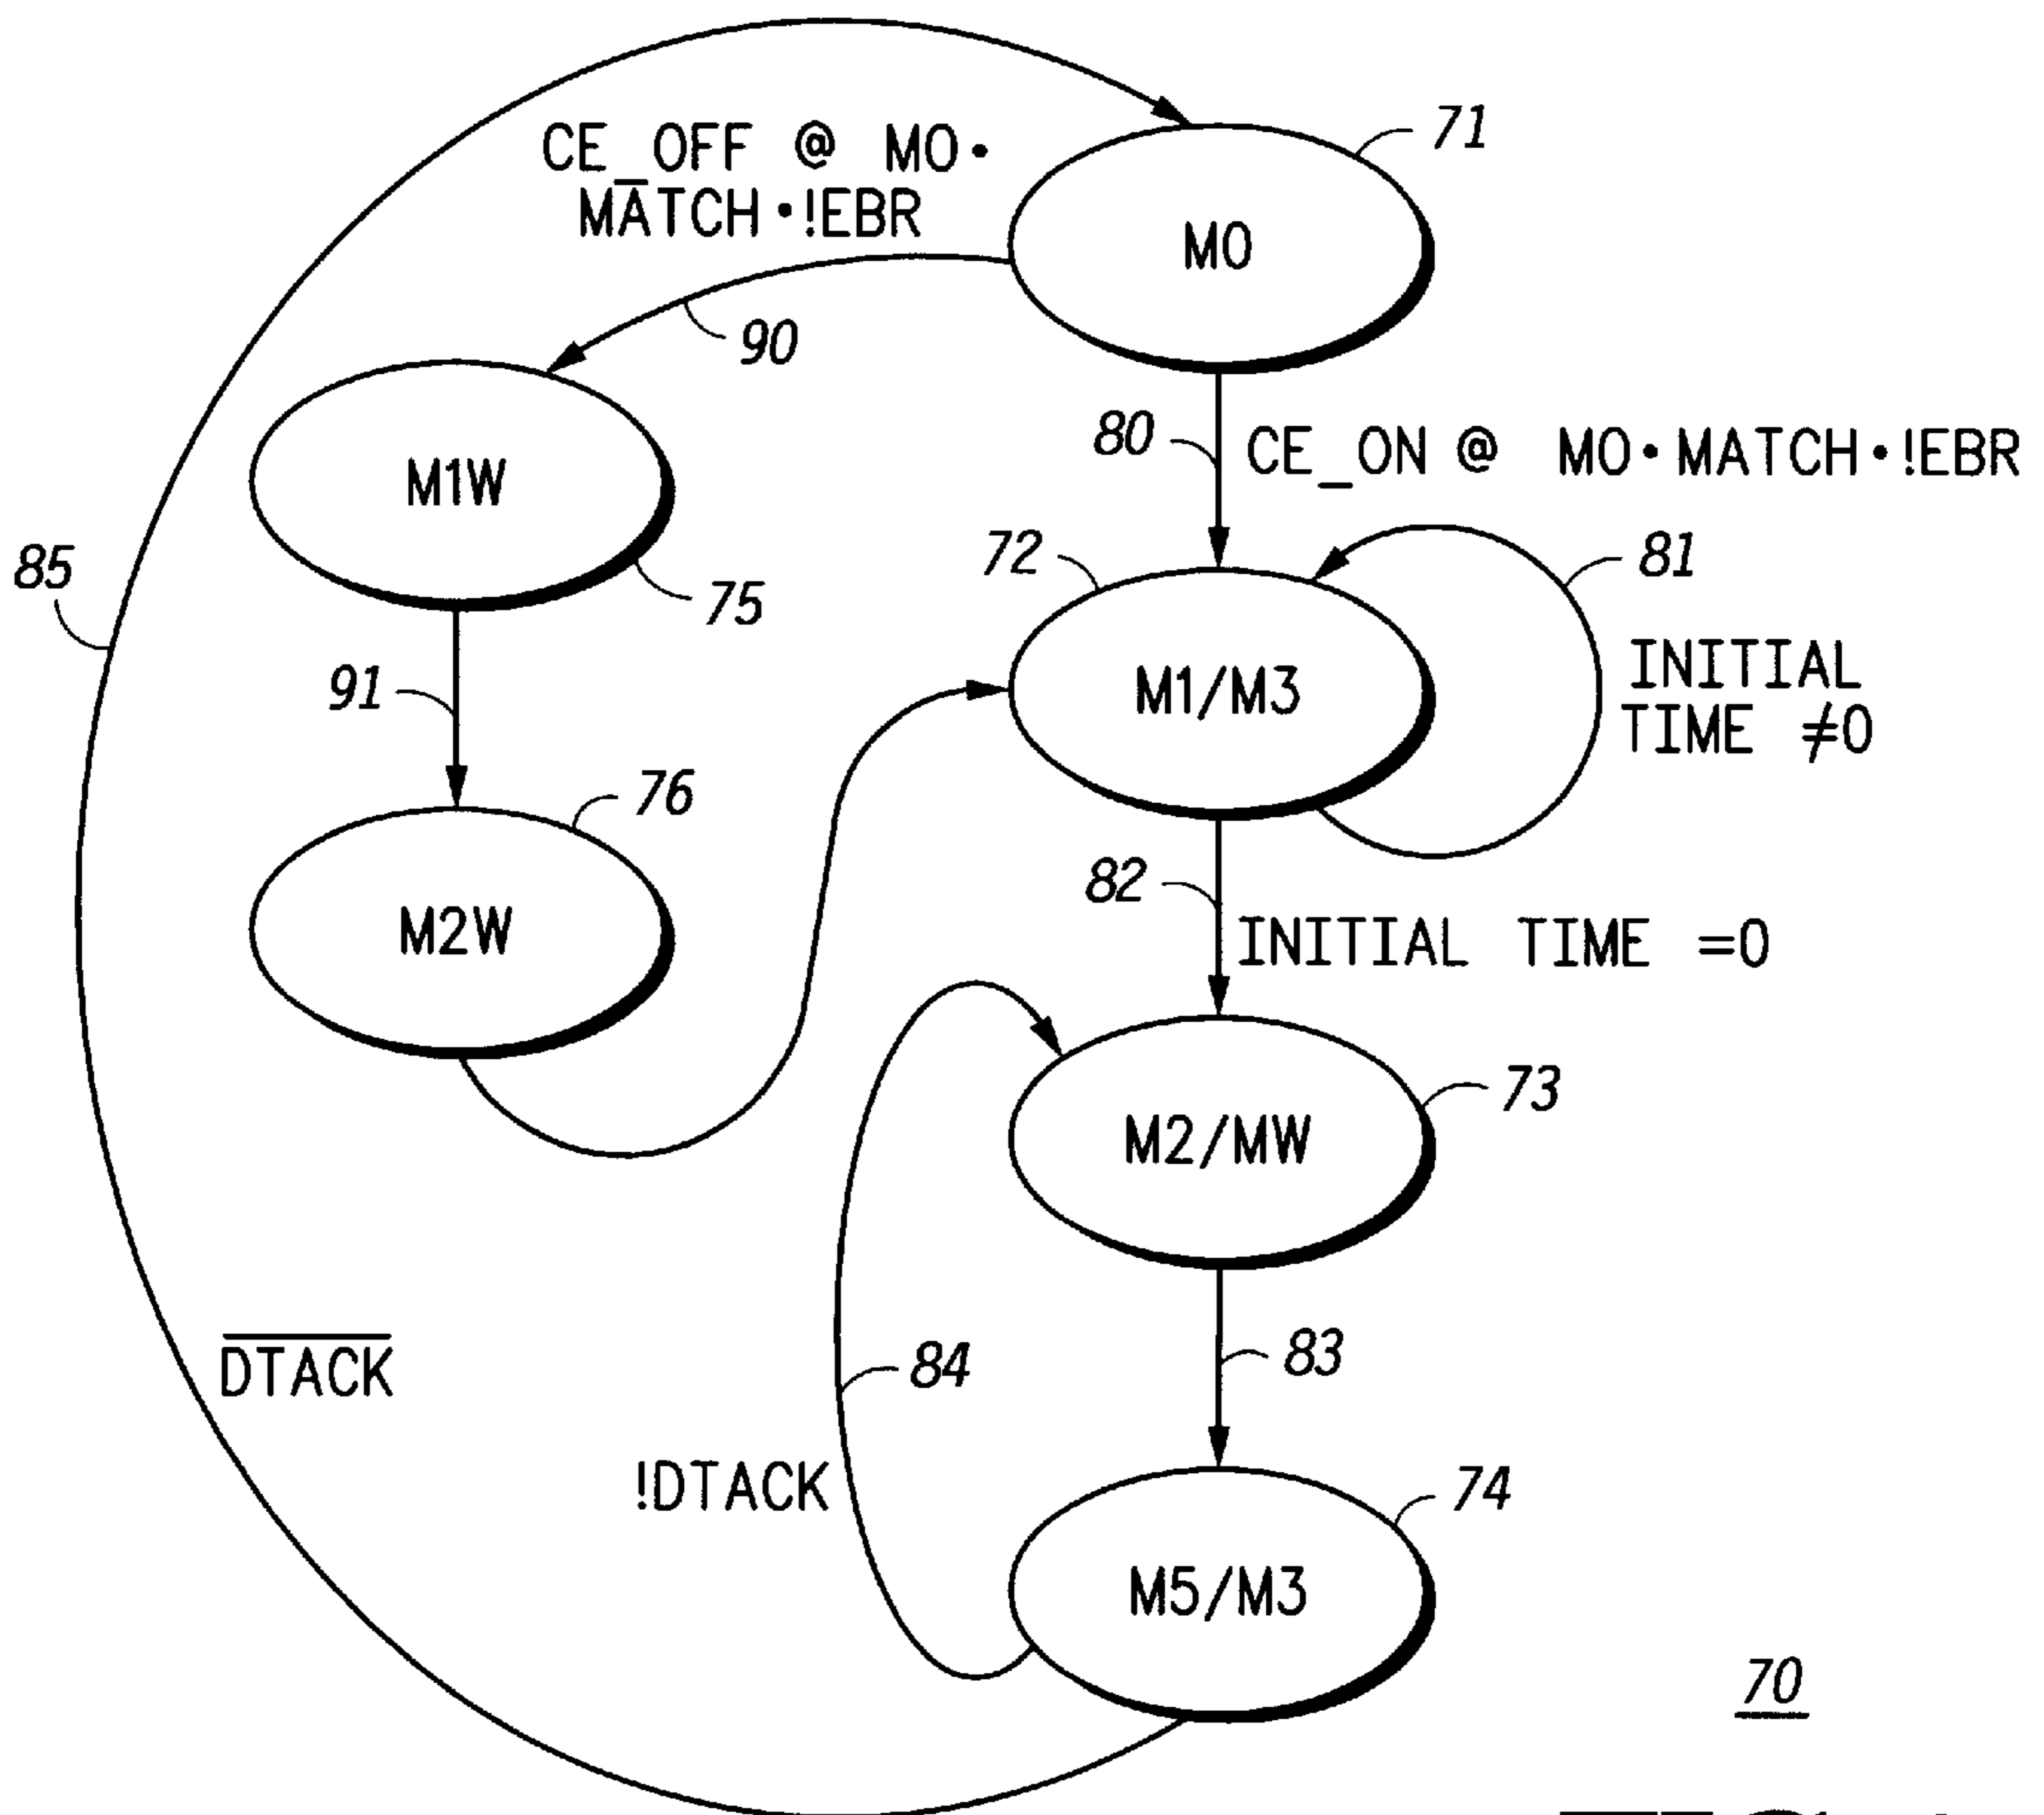 CE_OFF @ MO•
MATCH•!EBR
71
M0
90
80
CE_ON @ MO•MATCH•!EBR
M1W
75
85
72
81
M1/M3
INITIAL
TIME ≠0
91
76
82
M2W
INITIAL TIME =0
73
M2/MW
D̅T̅A̅C̅K̅
84
83
!DTACK
74
M5/M3
70